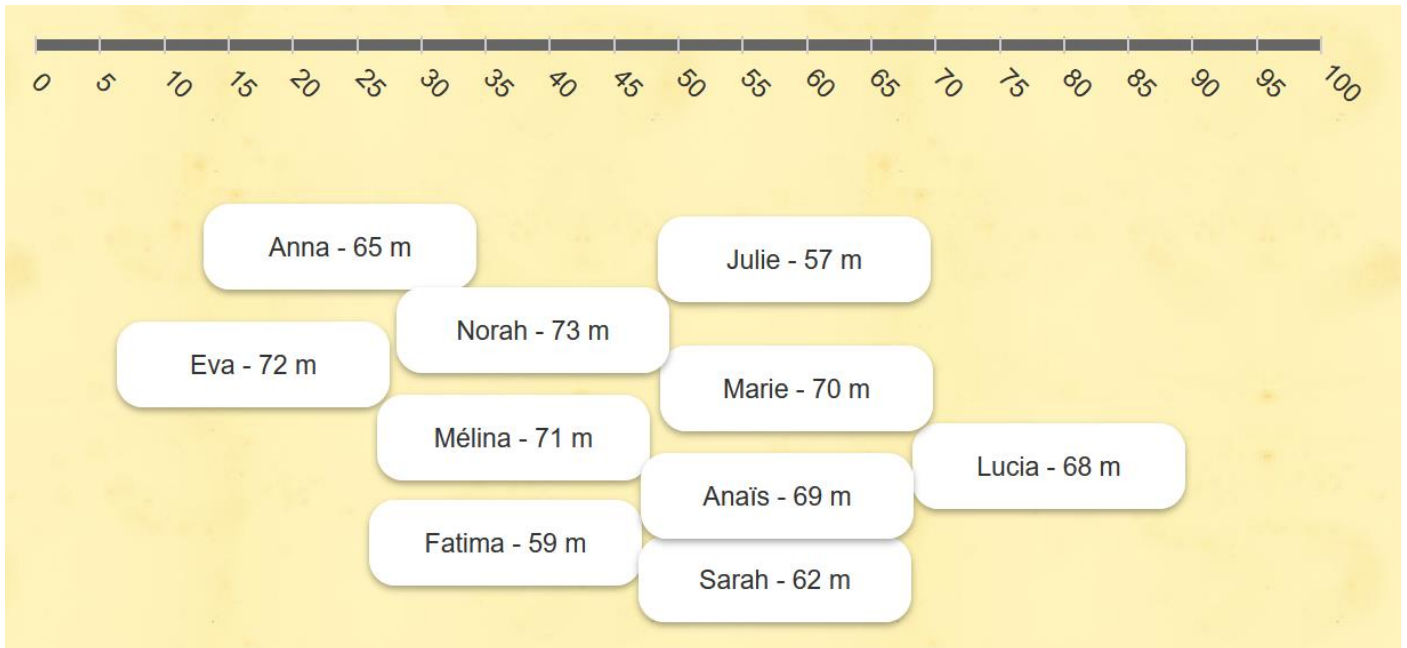 0 5 10 15 20 25 30 35 40 45 50 55 60 65 70 75 80 85 90 95 100
Anna - 65 m
Julie - 57 m
Norah - 73 m
Eva - 72 m
Marie - 70 m
Mélina - 71 m
Lucia - 68 m
Anaïs - 69 m
Fatima - 59 m
Sarah - 62 m